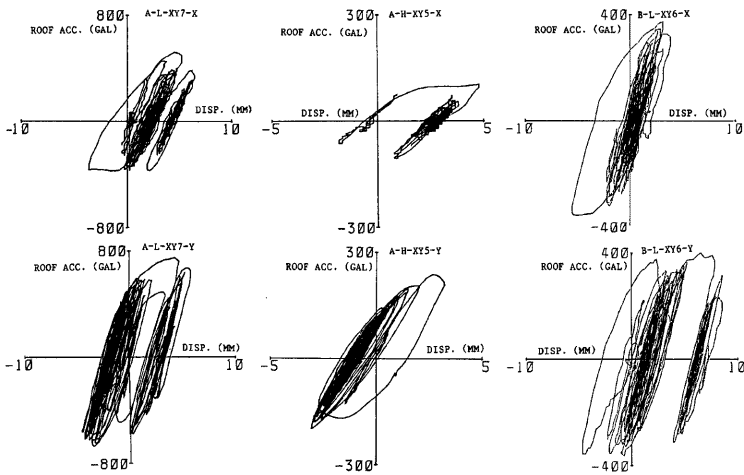 800 A-L-XY7-X
ROOF ACC. (GAL)
DISP. (MM)
-10 10
-800
300 A-H-XY5-X
ROOF ACC. (GAL)
DISP. (MM)
-5 5
-300
400 B-L-XY6-X
ROOF ACC. (GAL)
DISP. (MM)
-10 10
-400
800 A-L-XY7-Y
ROOF ACC. (GAL)
DISP. (MM)
-10 10
-800
300 A-H-XY5-Y
ROOF ACC. (GAL)
DISP. (MM)
-5 5
-300
400 B-L-XY6-Y
ROOF ACC. (GAL)
DISP. (MM)
-10 10
-400